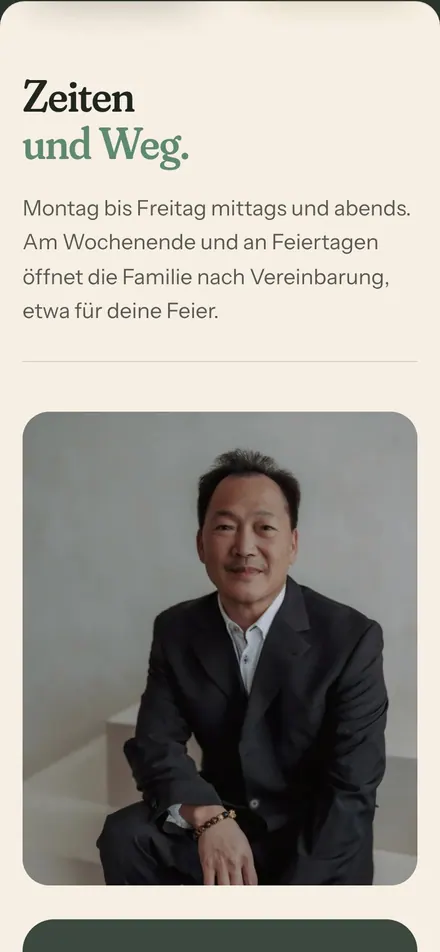 Zeiten
und Weg.
Montag bis Freitag mittags und abends.
Am Wochenende und an Feiertagen
öffnet die Familie nach Vereinbarung,
etwa für deine Feier.